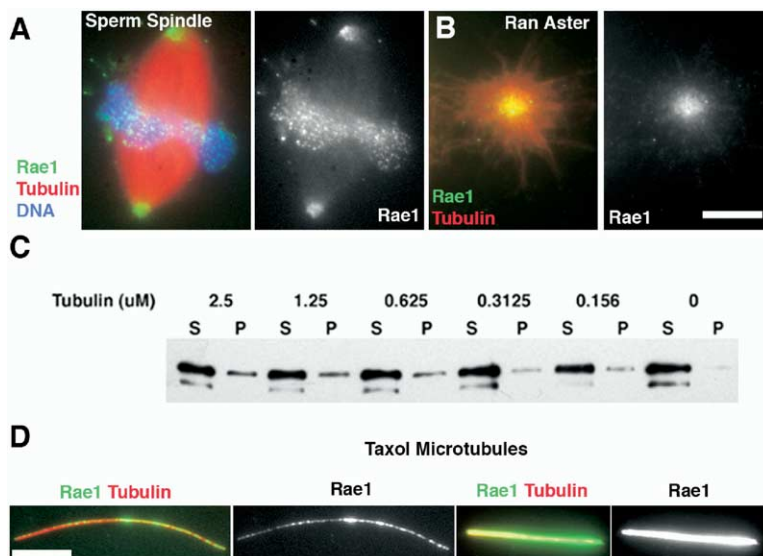 A
Sperm Spindle
Rae1
Tubulin
DNA
Rae1
B
Ran Aster
Rae1
Tubulin
Rae1
C
Tubulin (uM) 2.5 1.25 0.625 0.3125 0.156 0
S P S P S P S P S P S P
D
Taxol Microtubules
Rae1 Tubulin Rae1 Rae1 Tubulin Rae1